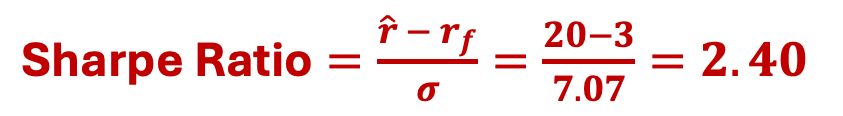 Sharpe Ratio = (r̂ − r_f)/σ = (20−3)/7.07 = 2.40